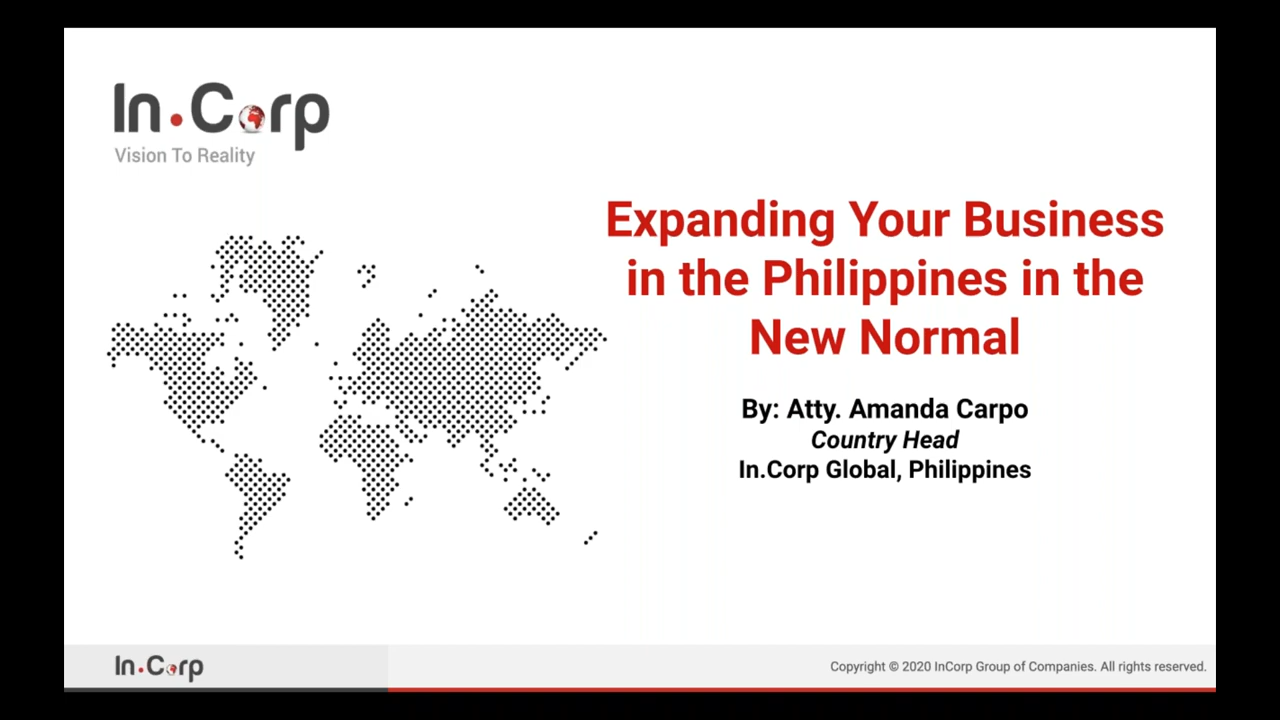 In.Corp
Vision To Reality
Expanding Your Business
in the Philippines in the
New Normal
By: Atty. Amanda Carpo
Country Head
In.Corp Global, Philippines
In.Corp
Copyright © 2020 InCorp Group of Companies. All rights reserved.